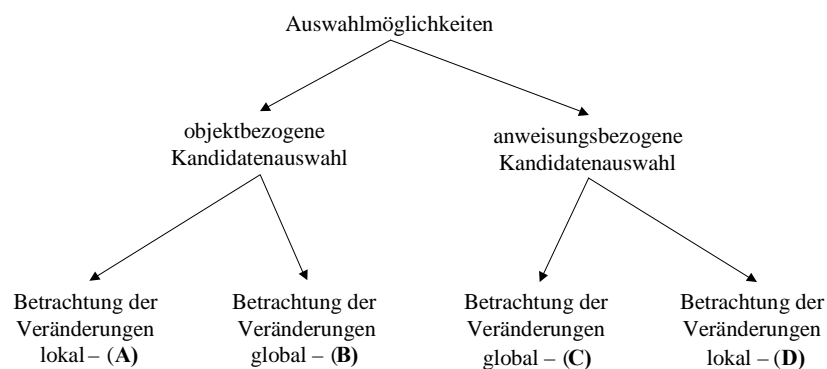 Auswahlmöglichkeiten
objektbezogene
Kandidatenauswahl
anweisungsbezogene
Kandidatenauswahl
Betrachtung der
Veränderungen
lokal – (A)
Betrachtung der
Veränderungen
global – (B)
Betrachtung der
Veränderungen
global – (C)
Betrachtung der
Veränderungen
lokal – (D)